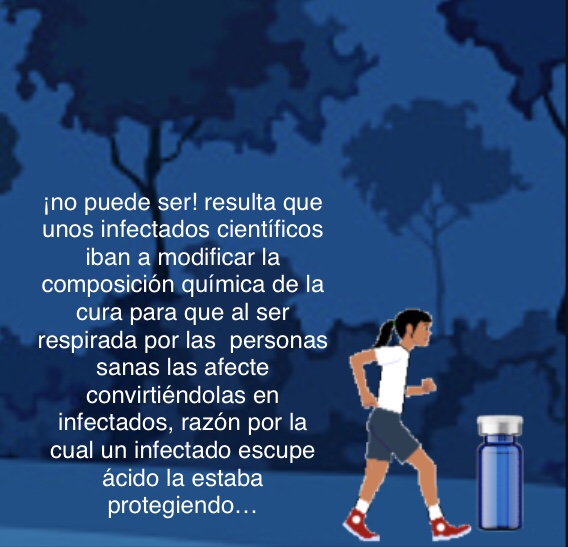 ¡no puede ser! resulta que
unos infectados científicos
iban a modificar la
composición química de la
cura para que al ser
respirada por las  personas
sanas las afecte
convirtiéndolas en
infectados, razón por la
cual un infectado escupe
ácido la estaba
protegiendo…